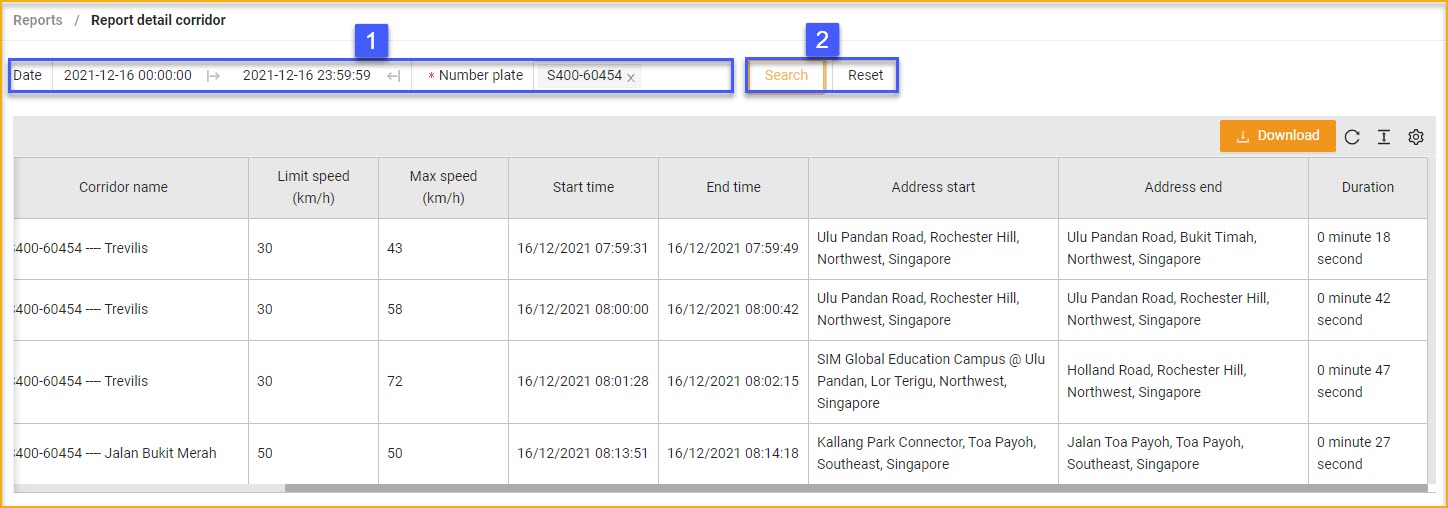 Reports / Report detail corridor
1
2
Date 2021-12-16 00:00:00 2021-12-16 23:59:59 * Number plate S400-60454 x
Search Reset
Download
Corridor name
Limit speed
(km/h)
Max speed
(km/h)
Start time
End time
Address start
Address end
Duration
S400-60454 ---- Trevilis
30
43
16/12/2021 07:59:31
16/12/2021 07:59:49
Ulu Pandan Road, Rochester Hill,
Northwest, Singapore
Ulu Pandan Road, Bukit Timah,
Northwest, Singapore
0 minute 18
second
S400-60454 ---- Trevilis
30
58
16/12/2021 08:00:00
16/12/2021 08:00:42
Ulu Pandan Road, Rochester Hill,
Northwest, Singapore
Ulu Pandan Road, Rochester Hill,
Northwest, Singapore
0 minute 42
second
S400-60454 ---- Trevilis
30
72
16/12/2021 08:01:28
16/12/2021 08:02:15
SIM Global Education Campus @ Ulu
Pandan, Lor Terigu, Northwest,
Singapore
Holland Road, Rochester Hill,
Northwest, Singapore
0 minute 47
second
S400-60454 ---- Jalan Bukit Merah
50
50
16/12/2021 08:13:51
16/12/2021 08:14:18
Kallang Park Connector, Toa Payoh,
Southeast, Singapore
Jalan Toa Payoh, Toa Payoh,
Southeast, Singapore
0 minute 27
second